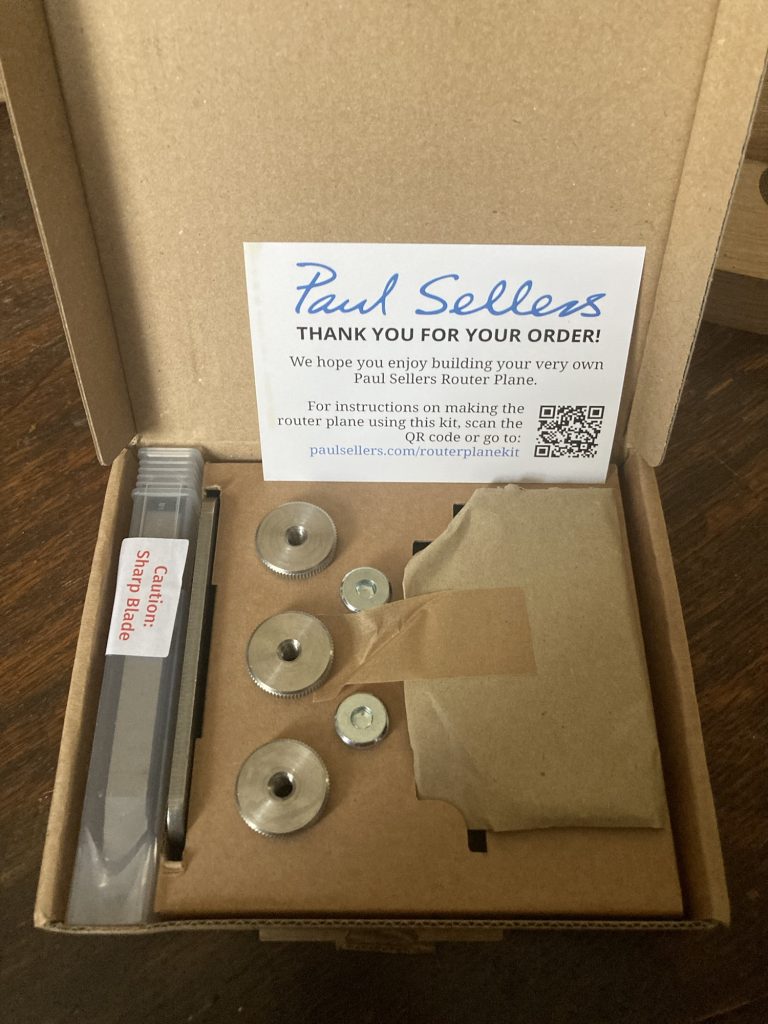 Paul Sellers
THANK YOU FOR YOUR ORDER!
We hope you enjoy building your very own
Paul Sellers Router Plane.
For instructions on making the
router plane using this kit, scan the
QR code or go to:
paulsellers.com/routerplanekit
Caution:
Sharp Blade